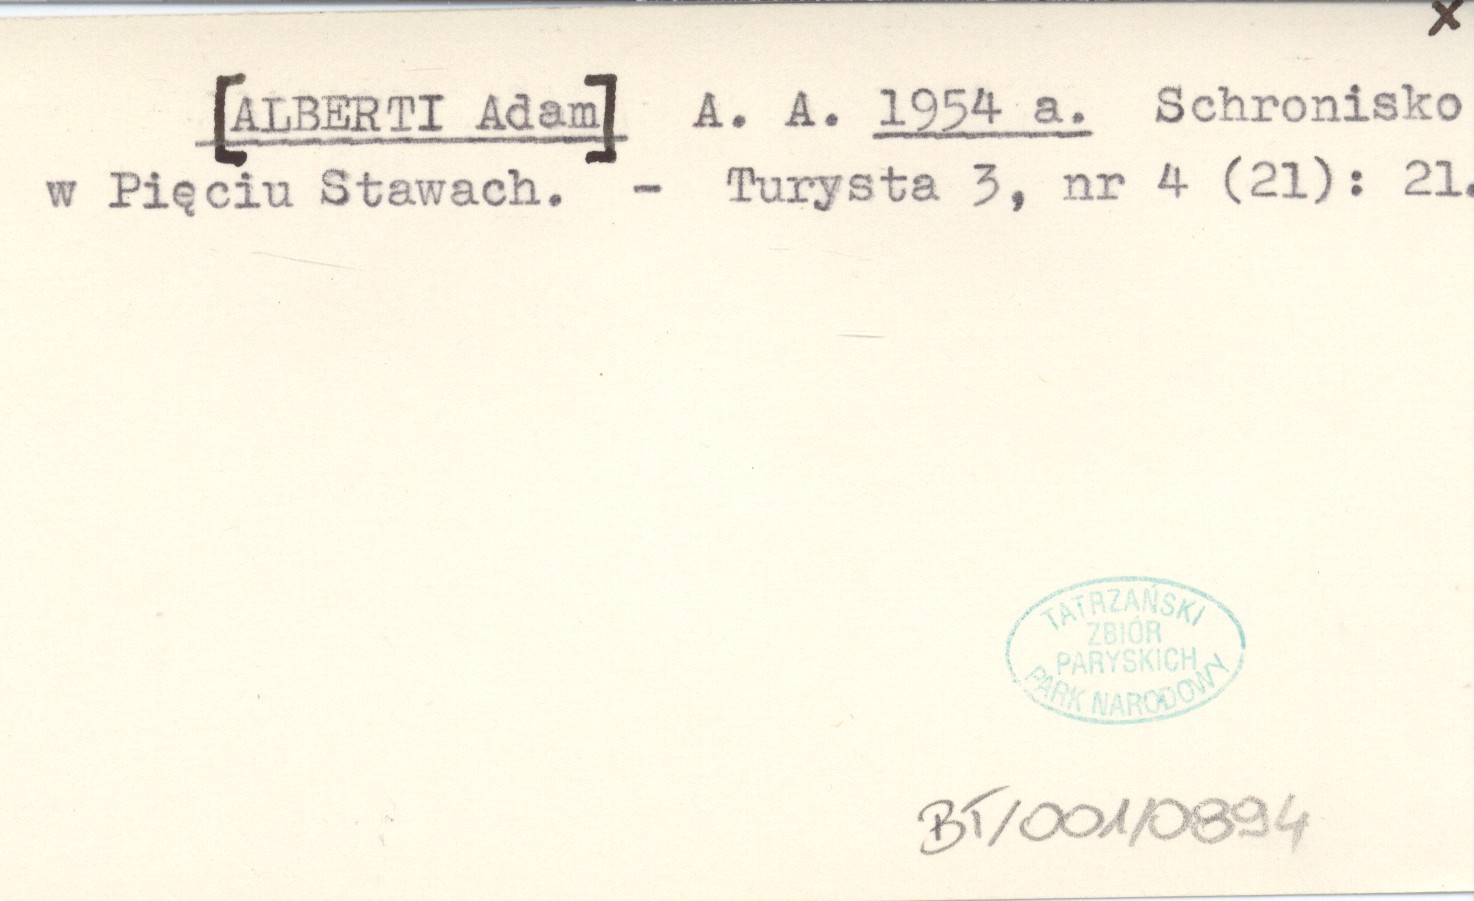 x
[ALBERTI Adam] A. A. 1954 a. Schronisko
w Pięciu Stawach. - Turysta 3, nr 4 (21): 21.
TATRZAŃSKI
ZBIÓR
PARYSKICH
PARK NARODOWY
BT/001/0894